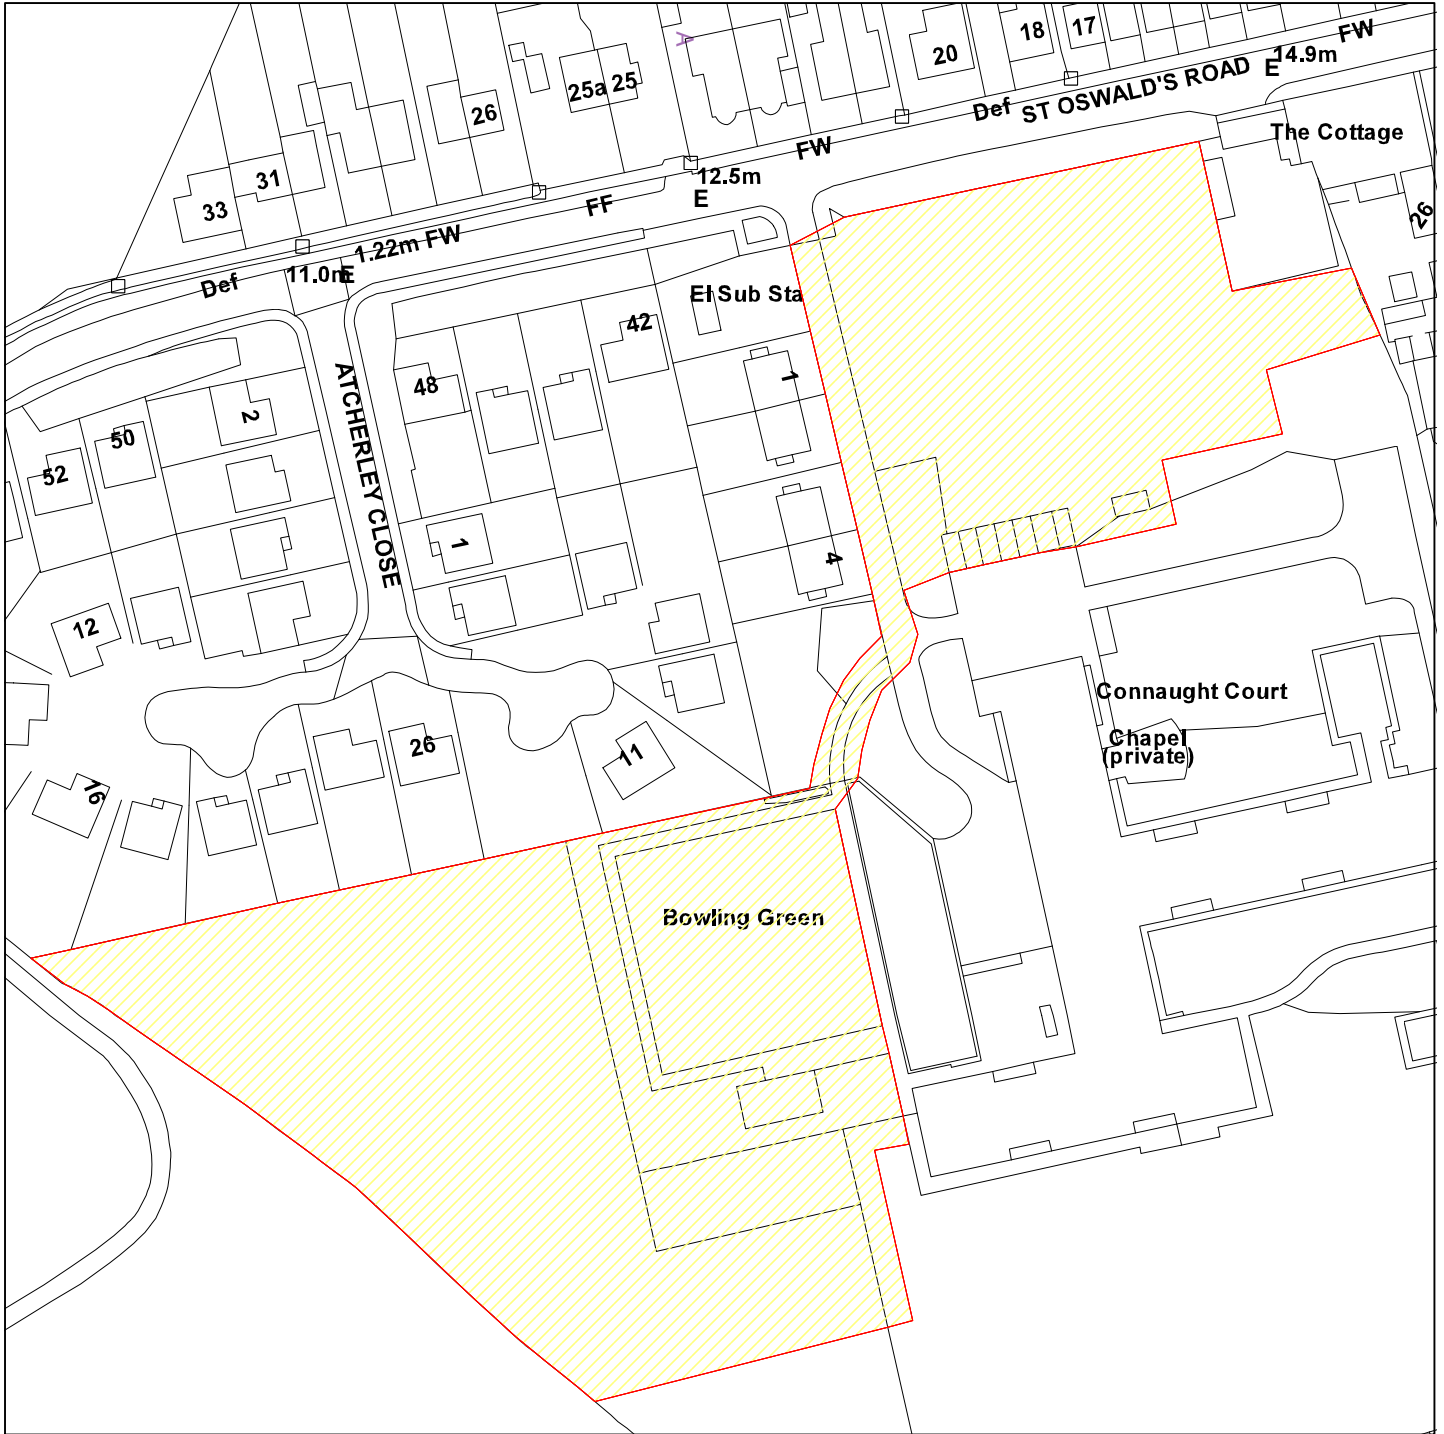 FW
17
18
14.9m
E
20
ST OSWALD'S ROAD
Def
25
25a
A
26
The Cottage
FW
31
12.5m
E
33
FF
26
1.22m FW
11.0m
E
Def
El Sub Sta
42
1
48
ATCHERLEY CLOSE
2
50
52
1
4
12
Connaught Court
Chapel
(private)
26
11
16
Bowling Green